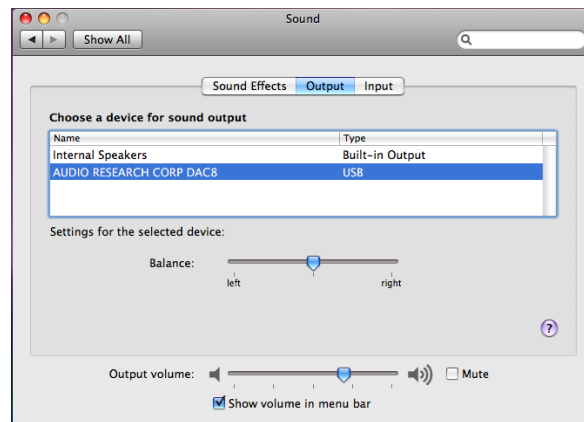 Sound
Show All
Sound Effects Output Input
Choose a device for sound output
Name Type
Internal Speakers Built-in Output
AUDIO RESEARCH CORP DAC8 USB
Settings for the selected device:
Balance:
left right
?
Output volume: Mute
Show volume in menu bar